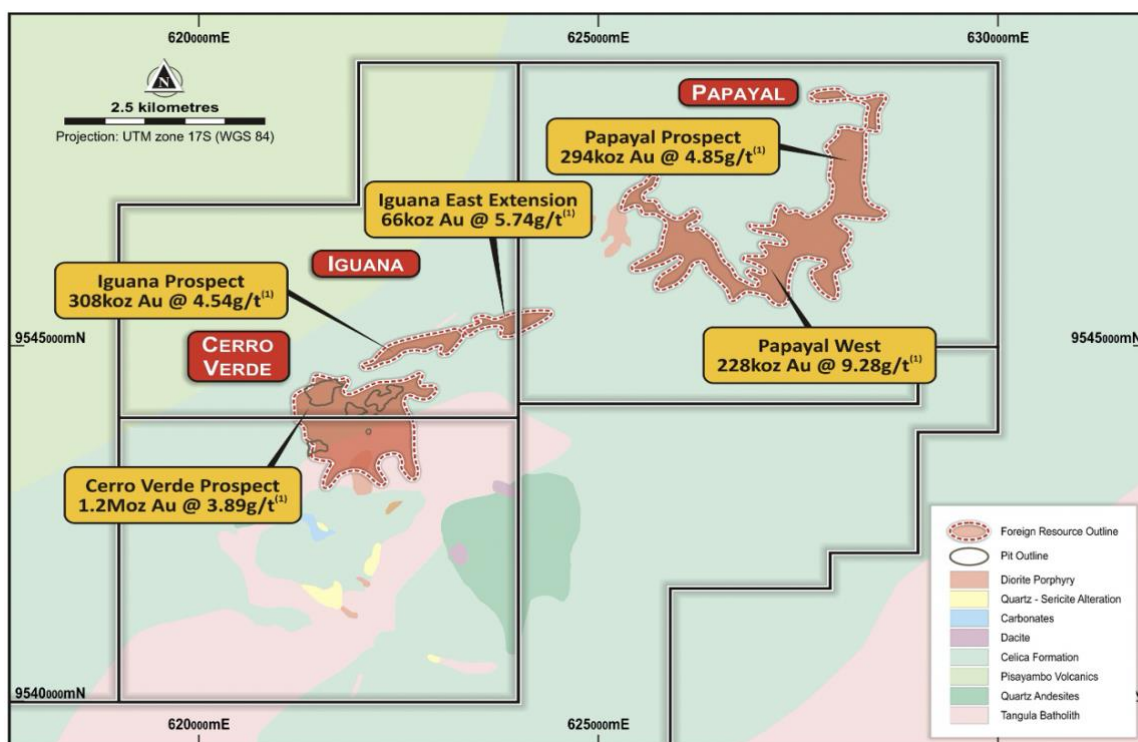 620000mE
625000mE
630000mE
N
2.5 kilometres
Projection: UTM zone 17S (WGS 84)
PAPAYAL
Papayal Prospect
294koz Au @ 4.85g/t(1)
Iguana East Extension
66koz Au @ 5.74g/t(1)
IGUANA
Iguana Prospect
308koz Au @ 4.54g/t(1)
9545000mN
9545000mN
CERRO
VERDE
Papayal West
228koz Au @ 9.28g/t(1)
Cerro Verde Prospect
1.2Moz Au @ 3.89g/t(1)
Foreign Resource Outline
Pit Outline
Diorite Porphyry
Quartz - Sericite Alteration
Carbonates
Dacite
Celica Formation
Pisayambo Volcanics
Quartz Andesites
Tangula Batholith
9540000mN
620000mE
625000mE